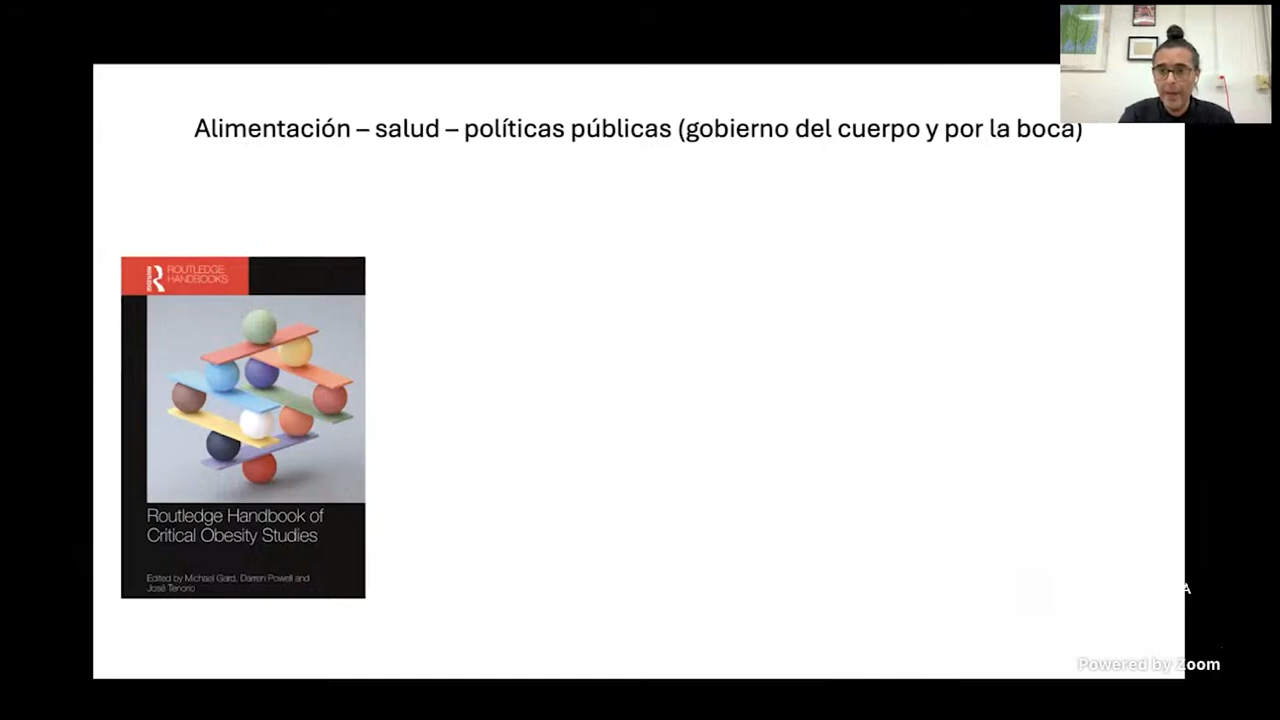 Alimentación – salud – políticas públicas (gobierno del cuerpo y por la boca)
ROUTLEDGE
HANDBOOKS
ROUTLEDGE
Routledge Handbook of
Critical Obesity Studies
Edited by Michael Gard, Darren Powell and
José Tenorio
A
Powered by Zoom